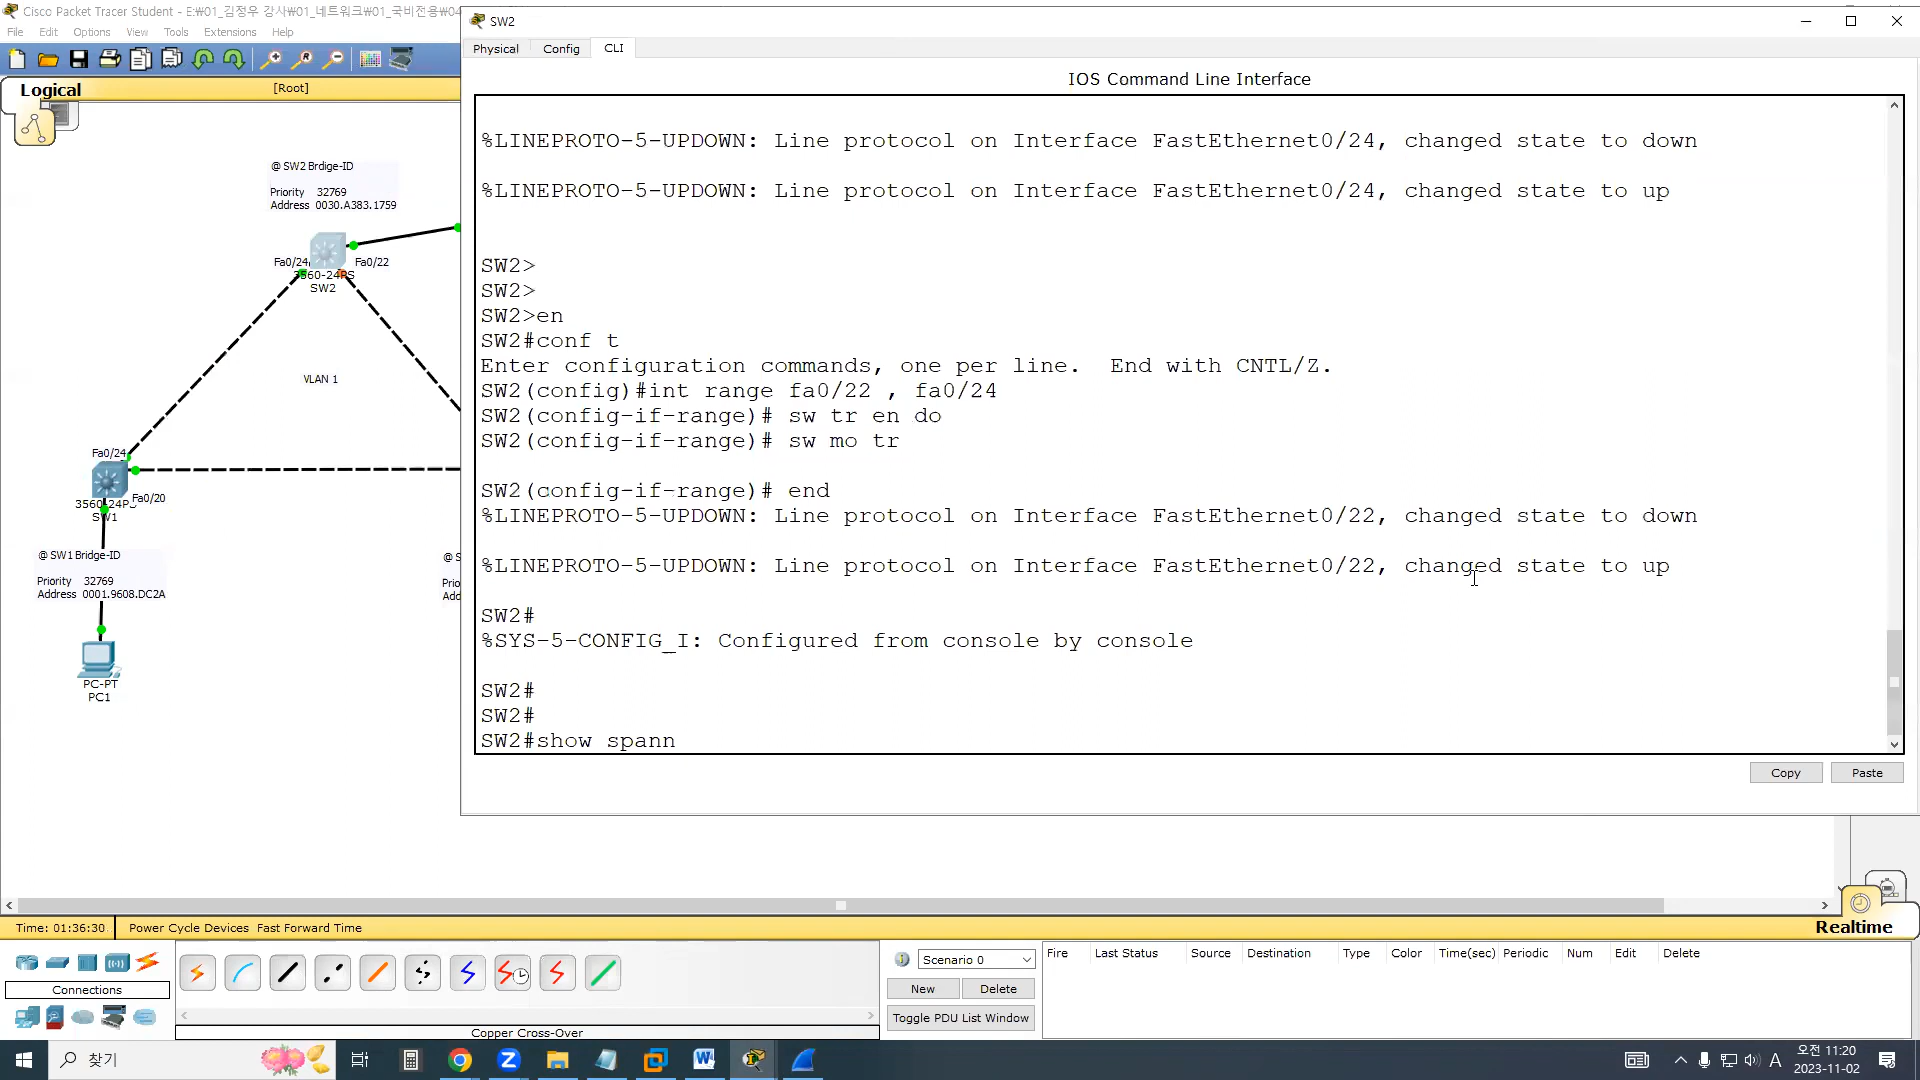 Cisco Packet Tracer Student - E:₩01_김정우 강사₩01_네트워크₩01_국비전용₩04
File Edit Options View Tools Extensions Help
Logical
[Root]
@ SW2 Brdige-ID
Priority 32769
Address 0030.A383.1759
Fa0/24
Fa0/22
3560-24PS
SW2
VLAN 1
Fa0/24
Fa0/20
SW1
@ SW1 Bridge-ID
Priority 32769
Address 0001.9608.DC2A
@ S
Prio
Add
PC-PT
PC1
SW2
Physical Config CLI
IOS Command Line Interface
%LINEPROTO-5-UPDOWN: Line protocol on Interface FastEthernet0/24, changed state to down
%LINEPROTO-5-UPDOWN: Line protocol on Interface FastEthernet0/24, changed state to up
SW2>
SW2>
SW2>en
SW2#conf t
Enter configuration commands, one per line. End with CNTL/Z.
SW2(config)#int range fa0/22 , fa0/24
SW2(config-if-range)# sw tr en do
SW2(config-if-range)# sw mo tr
SW2(config-if-range)# end
%LINEPROTO-5-UPDOWN: Line protocol on Interface FastEthernet0/22, changed state to down
%LINEPROTO-5-UPDOWN: Line protocol on Interface FastEthernet0/22, changed state to up
SW2#
%SYS-5-CONFIG_I: Configured from console by console
SW2#
SW2#
SW2#show spann
Copy Paste
Time: 01:36:30 Power Cycle Devices Fast Forward Time
Realtime
Connections
Copper Cross-Over
Scenario 0
New Delete
Toggle PDU List Window
Fire Last Status Source Destination Type Color Time(sec) Periodic Num Edit Delete
찾기
A
오전 11:20
2023-11-02